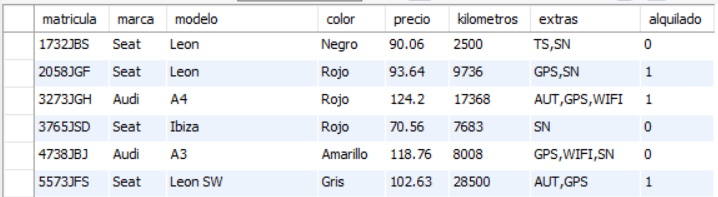 matricula marca modelo color precio kilometros extras alquilado
1732JBS Seat Leon Negro 90.06 2500 TS,SN 0
2058JGF Seat Leon Rojo 93.64 9736 GPS,SN 1
3273JGH Audi A4 Rojo 124.2 17368 AUT,GPS,WIFI 1
3765JSD Seat Ibiza Rojo 70.56 7683 SN 0
4738JBJ Audi A3 Amarillo 118.76 8008 GPS,WIFI,SN 0
5573JFS Seat Leon SW Gris 102.63 28500 AUT,GPS 1